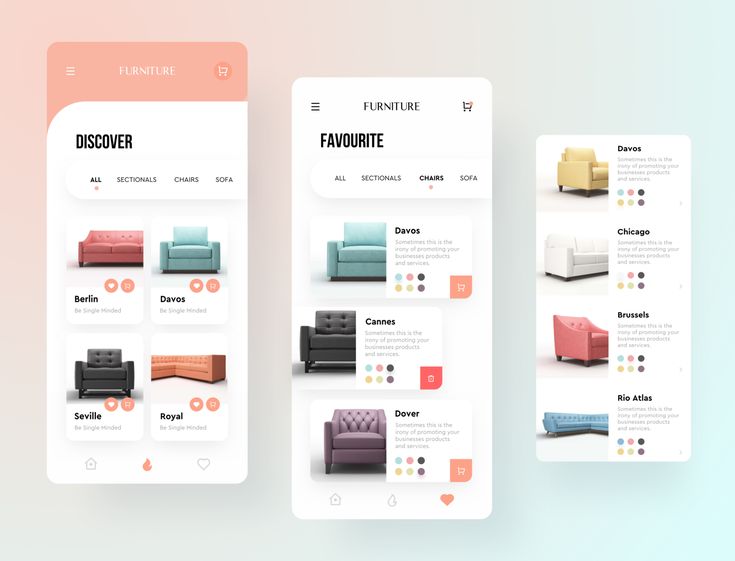 FURNITURE
DISCOVER
ALL SECTIONALS CHAIRS SOFA
Berlin
Be Single Minded
Davos
Be Single Minded
Seville
Be Single Minded
Royal
Be Single Minded
FURNITURE
FAVOURITE
ALL SECTIONALS CHAIRS SOFA
Davos
Sometimes this is the
irony of promoting your
businesses products
and services.
Cannes
Sometimes this is the
irony of promoting your
businesses products
and services.
Dover
Sometimes this is the
irony of promoting your
businesses products
and services.
Davos
Sometimes this is the
irony of promoting your
businesses products
and services.
Chicago
Sometimes this is the
irony of promoting your
businesses products
and services.
Brussels
Sometimes this is the
irony of promoting your
businesses products
and services.
Rio Atlas
Sometimes this is the
irony of promoting your
businesses products
and services.